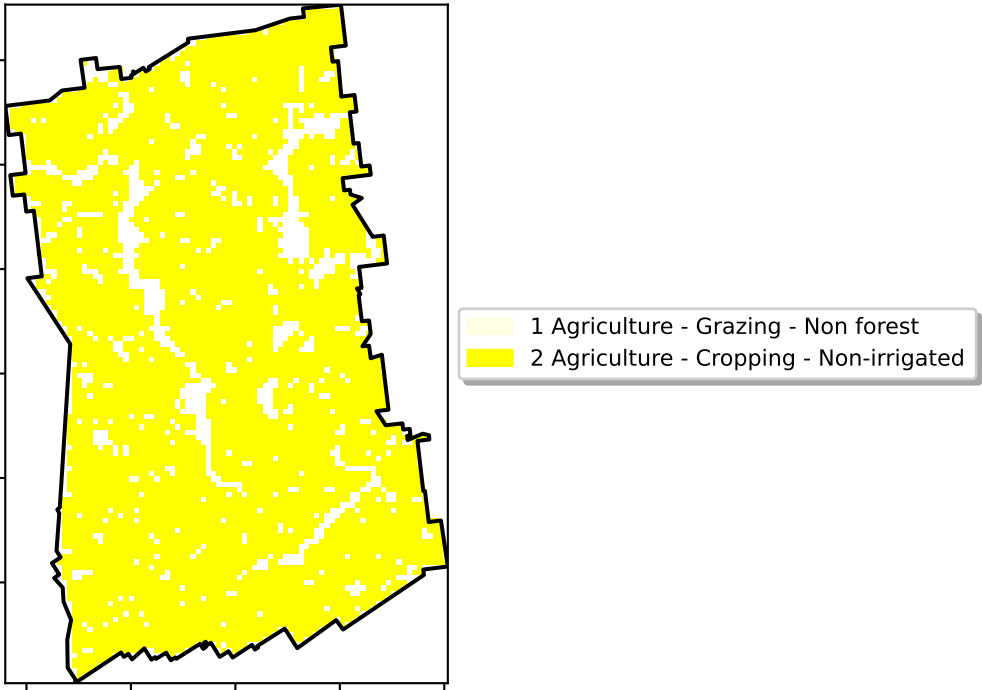 1 Agriculture - Grazing - Non forest
2 Agriculture - Cropping - Non-irrigated